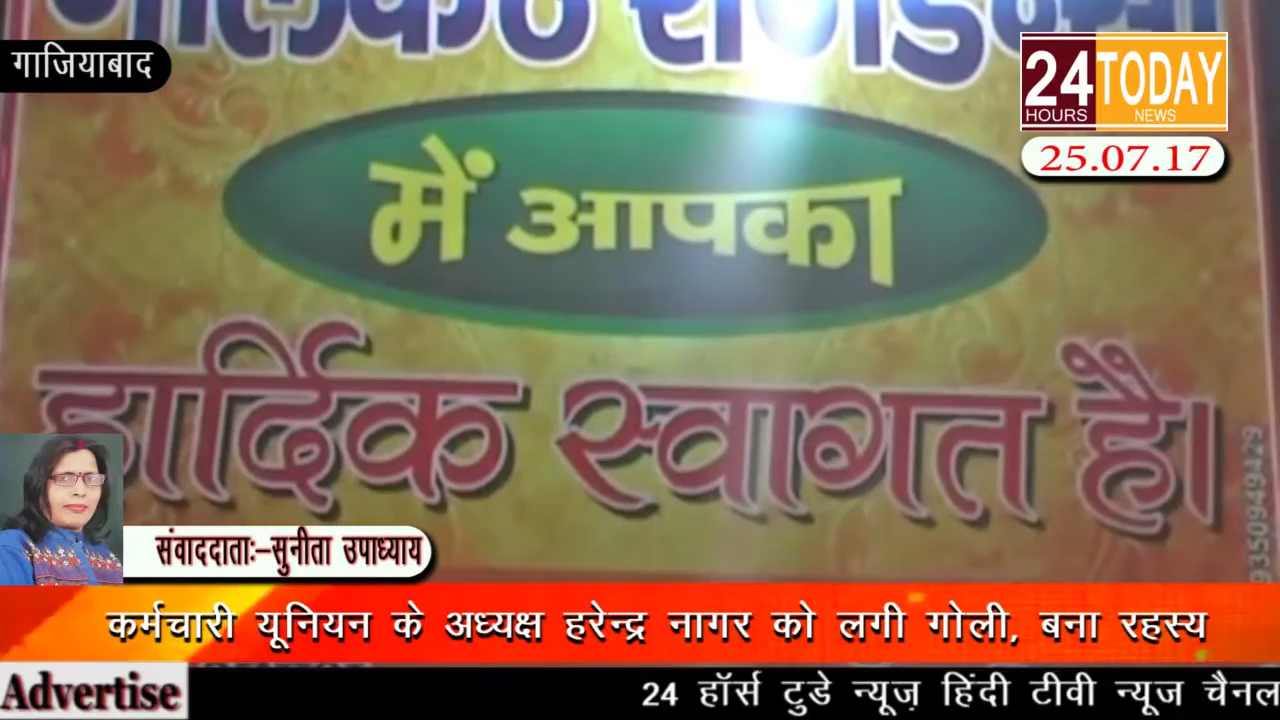 गाजियाबाद
24 TODAY
HOURS NEWS
25.07.17
में आपका
हार्दिक स्वागत है।
9350949429
संवाददाताः-सुनीता उपाध्याय
कर्मचारी यूनियन के अध्यक्ष हरेन्द्र नागर को लगी गोली, बना रहस्य
Advertise
24 हॉर्स टुडे न्यूज़ हिंदी टीवी न्यूज चैनल